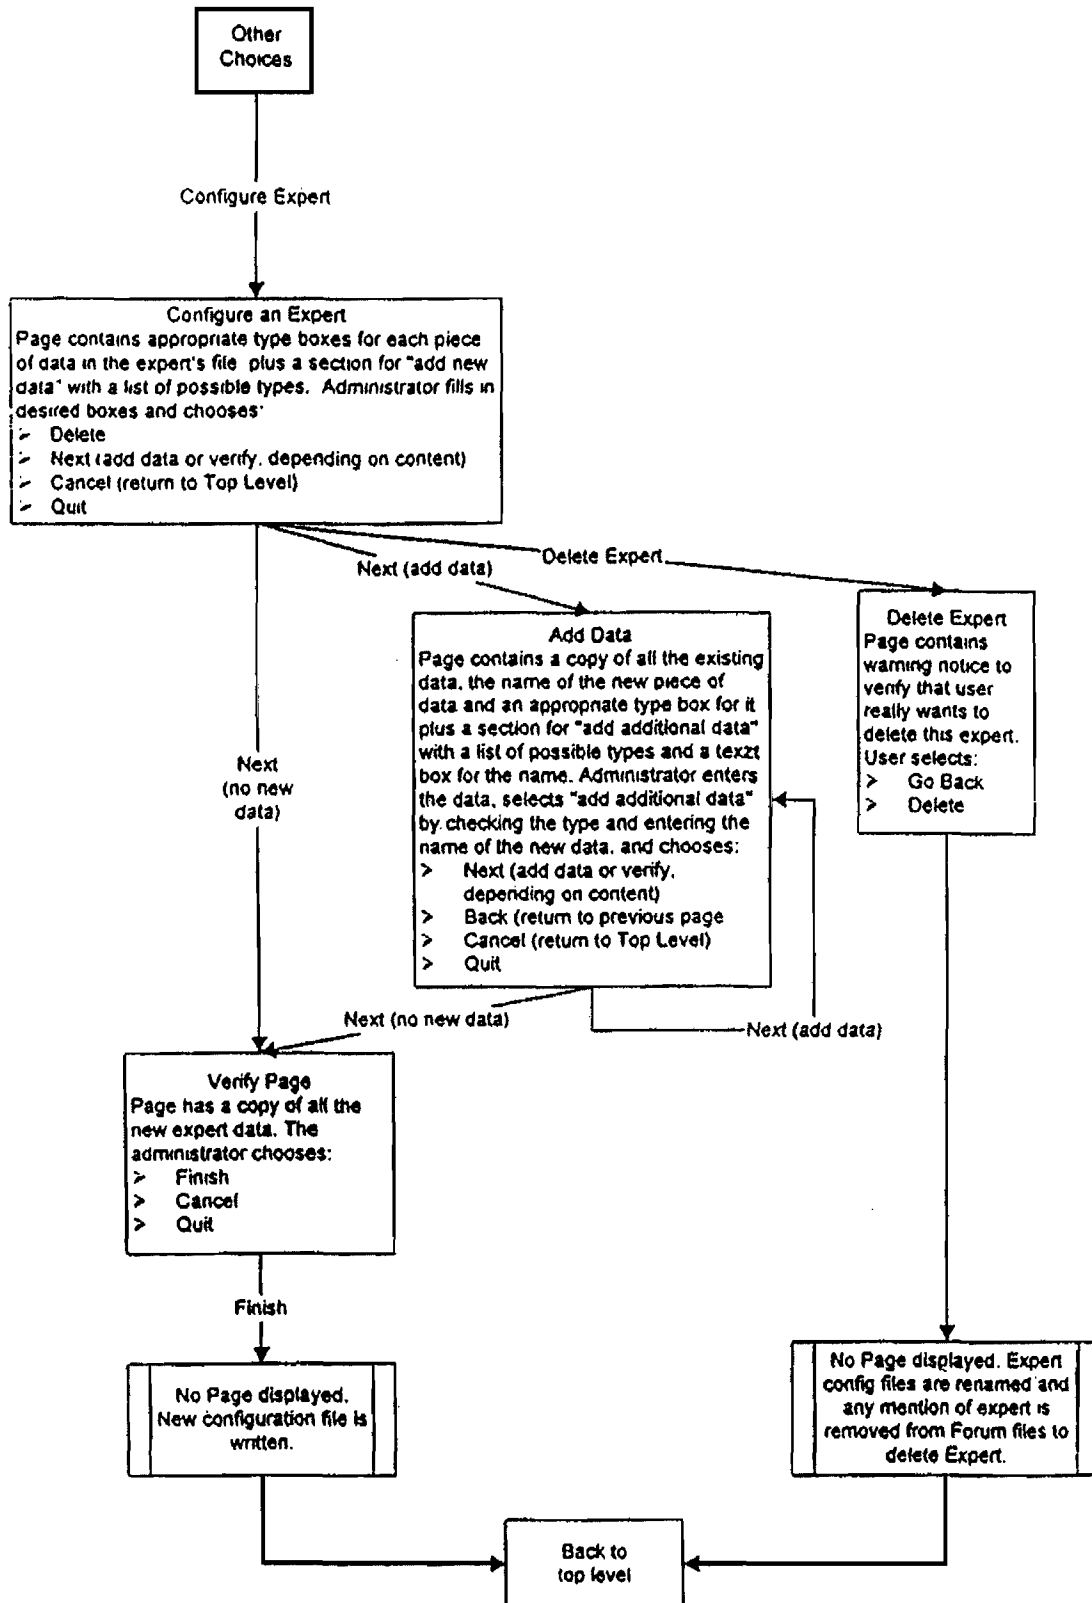 Other
Choices
Configure Expert
Configure an Expert
Page contains appropriate type boxes for each piece
of data in the expert's file plus a section for "add new
data" with a list of possible types. Administrator fills in
desired boxes and chooses:
> Delete
> Next (add data or verify, depending on content)
> Cancel (return to Top Level)
> Quit
Next (add data)
Delete Expert
Next
(no new
data)
Add Data
Page contains a copy of all the existing
data, the name of the new piece of
data and an appropriate type box for it
plus a section for "add additional data"
with a list of possible types and a texzt
box for the name. Administrator enters
the data, selects "add additional data"
by checking the type and entering the
name of the new data, and chooses:
> Next (add data or verify,
depending on content)
> Back (return to previous page
> Cancel (return to Top Level)
> Quit
Delete Expert
Page contains
warning notice to
verify that user
really wants to
delete this expert.
User selects:
> Go Back
> Delete
Next (no new data)
Next (add data)
Verify Page
Page has a copy of all the
new expert data. The
administrator chooses:
> Finish
> Cancel
> Quit
Finish
No Page displayed.
New configuration file is
written.
No Page displayed. Expert
config files are renamed and
any mention of expert is
removed from Forum files to
delete Expert.
Back to
top level